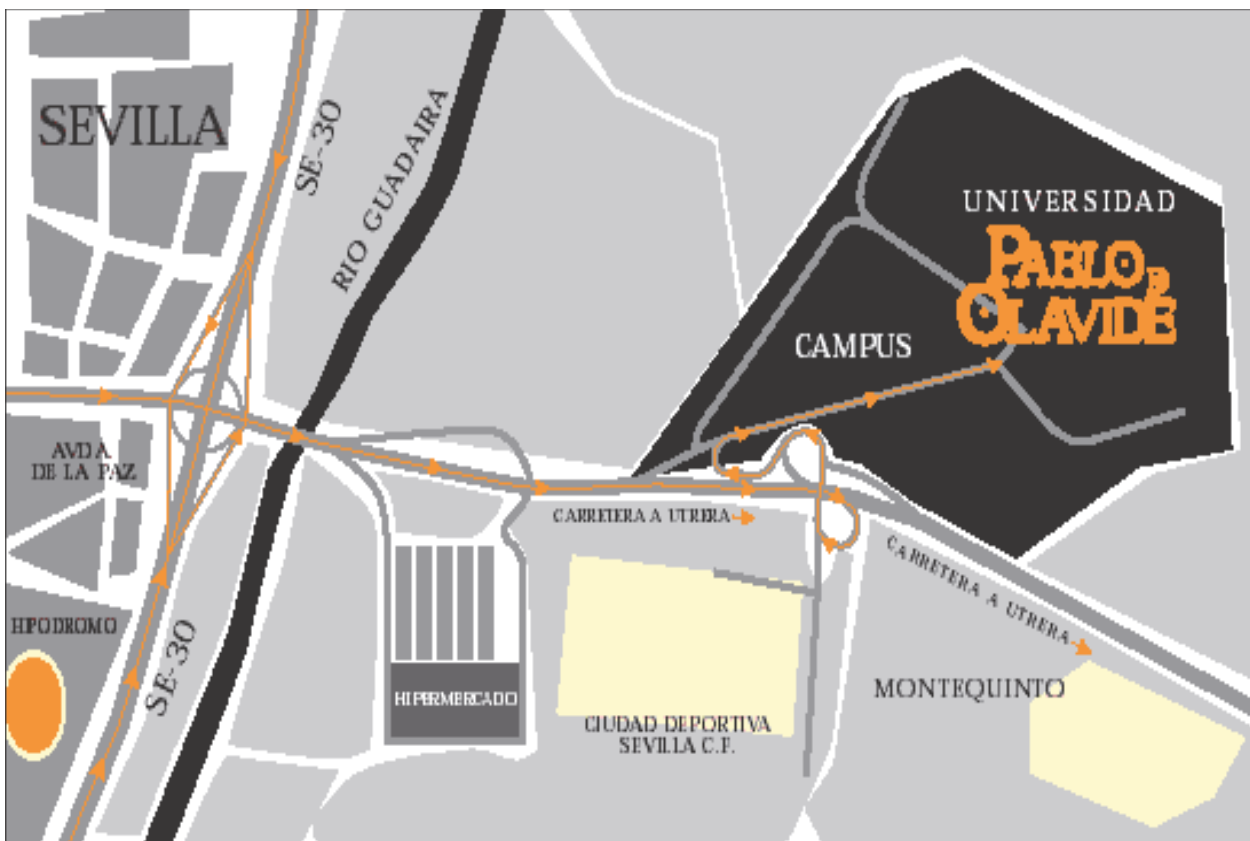 SEVILLA
SE-30
RIO GUADAIRA
UNIVERSIDAD
PABLO DE
OLAVIDE
CAMPUS
AVDA.
DE LA PAZ
CARRETERA A UTRERA
CARRETERA A UTRERA
HIPODROMO
SE-30
HIPERMERCADO
MONTEQUINTO
CIUDAD DEPORTIVA
SEVILLA C.F.